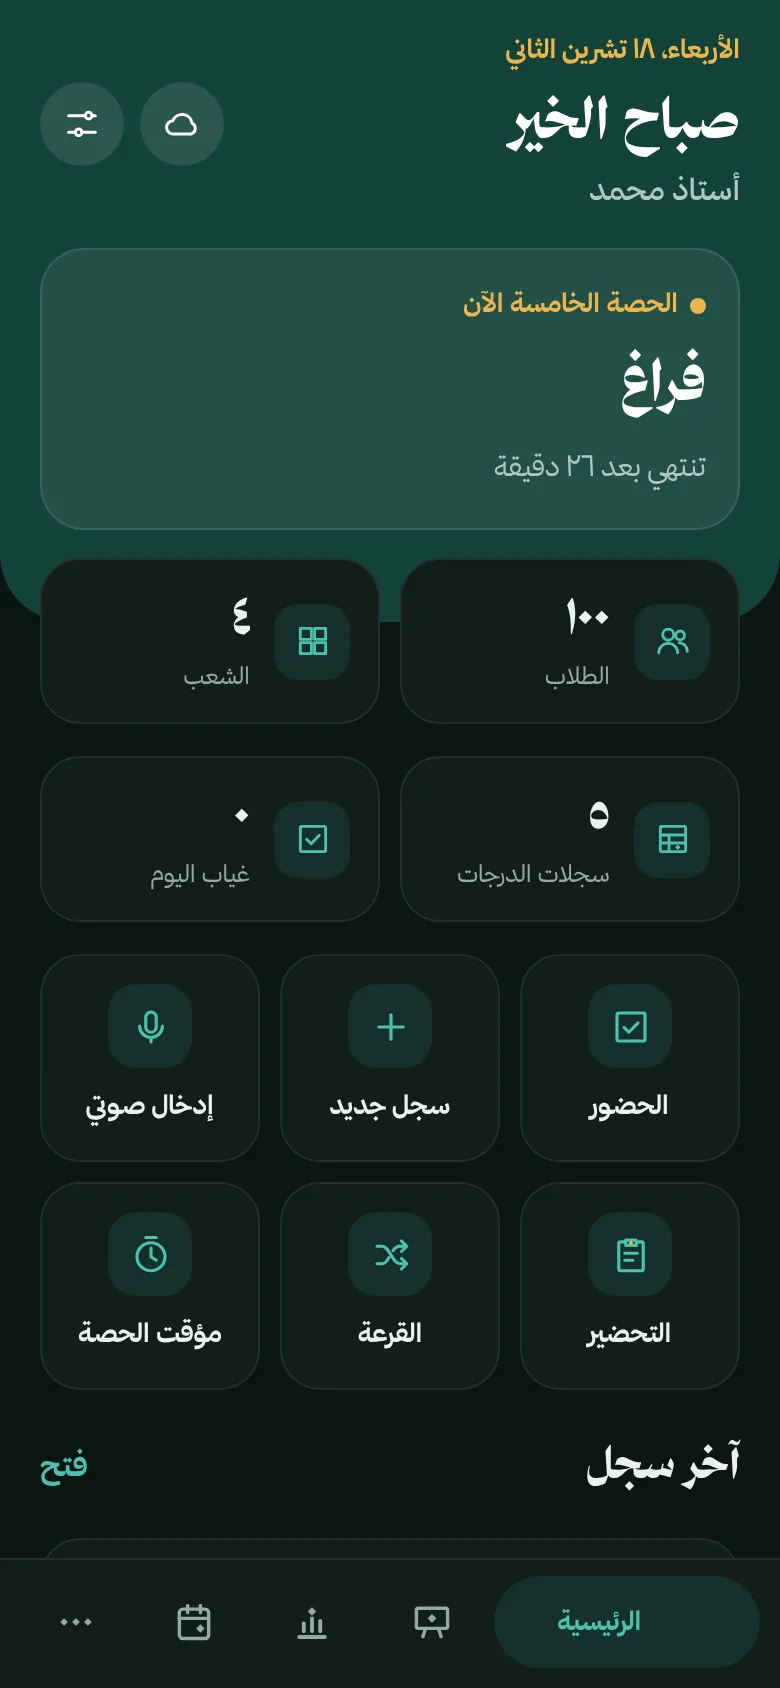 الأربعاء، ١٨ تشرين الثاني
صباح الخير
أستاذ محمد
الحصة الخامسة الآن
فراغ
تنتهي بعد ٢٦ دقيقة
١٠٠
الطلاب
٤
الشعب
٥
سجلات الدرجات
٠
غياب اليوم
الحضور
سجل جديد
إدخال صوتي
التحضير
القرعة
مؤقت الحصة
آخر سجل
فتح
الرئيسية